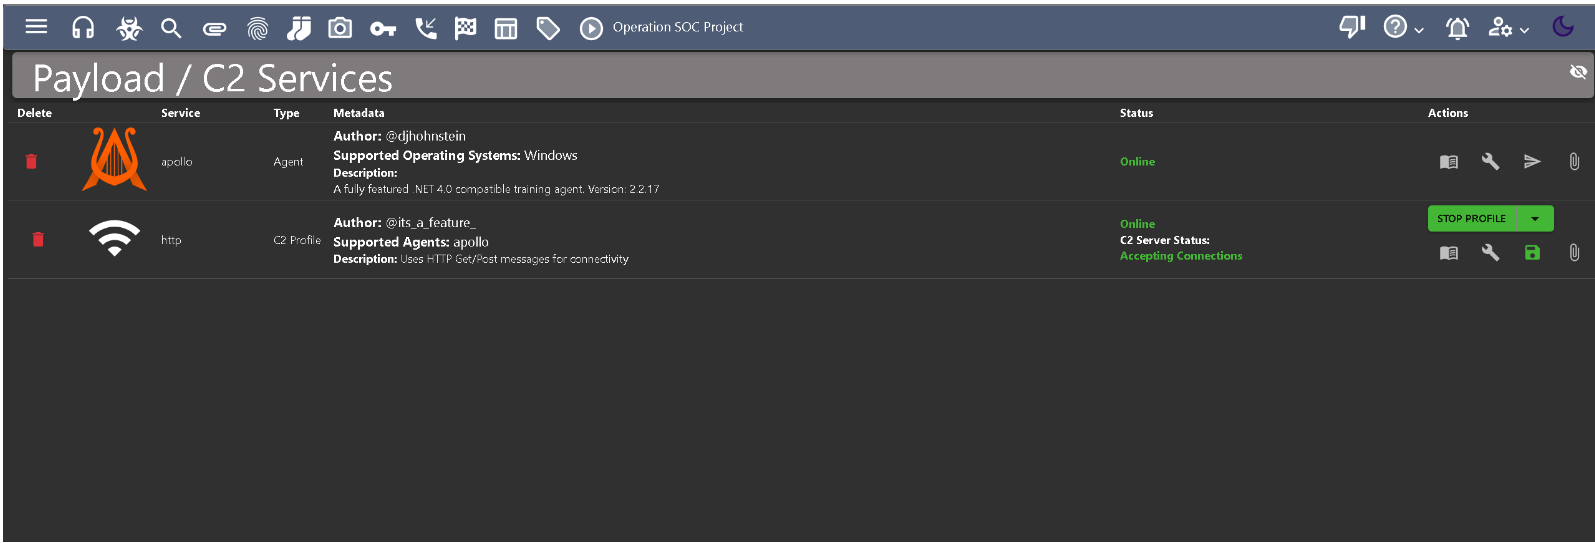 Operation SOC Project
Payload / C2 Services
Delete Service Type Metadata Status Actions
Author: @djhohnstein
Supported Operating Systems: Windows
apollo Agent Online
Description:
A fully featured .NET 4.0 compatible training agent. Version: 2.2.17
STOP PROFILE
Author: @its_a_feature_ Online
http C2 Profile Supported Agents: apollo C2 Server Status:
Description: Uses HTTP Get/Post messages for connectivity Accepting Connections